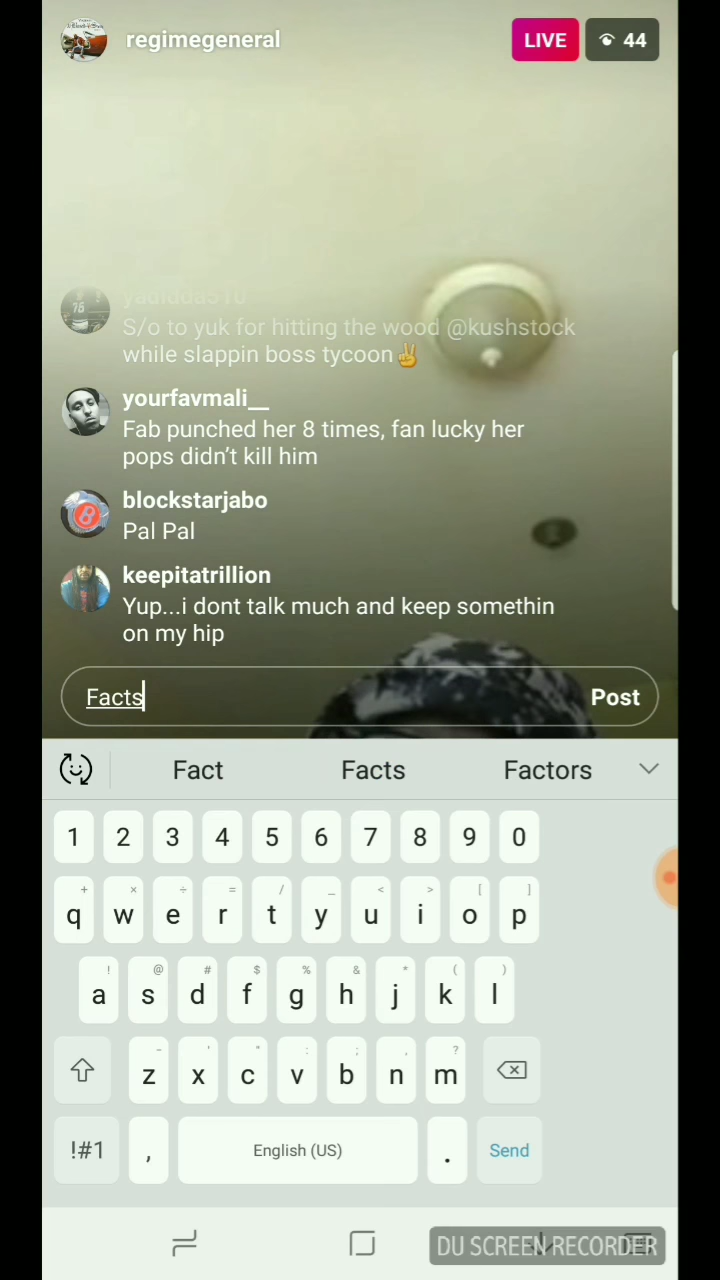 regimegeneral
LIVE
44
yadidda510
S/o to yuk for hitting the wood @kushstock
while slappin boss tycoon✌️
yourfavmali__
Fab punched her 8 times, fan lucky her
pops didn’t kill him
blockstarjabo
Pal Pal
keepitatrillion
Yup...i dont talk much and keep somethin
on my hip
Facts Post
Fact Facts Factors
1 2 3 4 5 6 7 8 9 0
+ × ÷ = / _ < > [ ]
q w e r t y u i o p
! @ # $ % & * ( )
a s d f g h j k l
- ' " : ; , ?
z x c v b n m
!#1 , English (US) . Send
DU SCREEN RECORDER